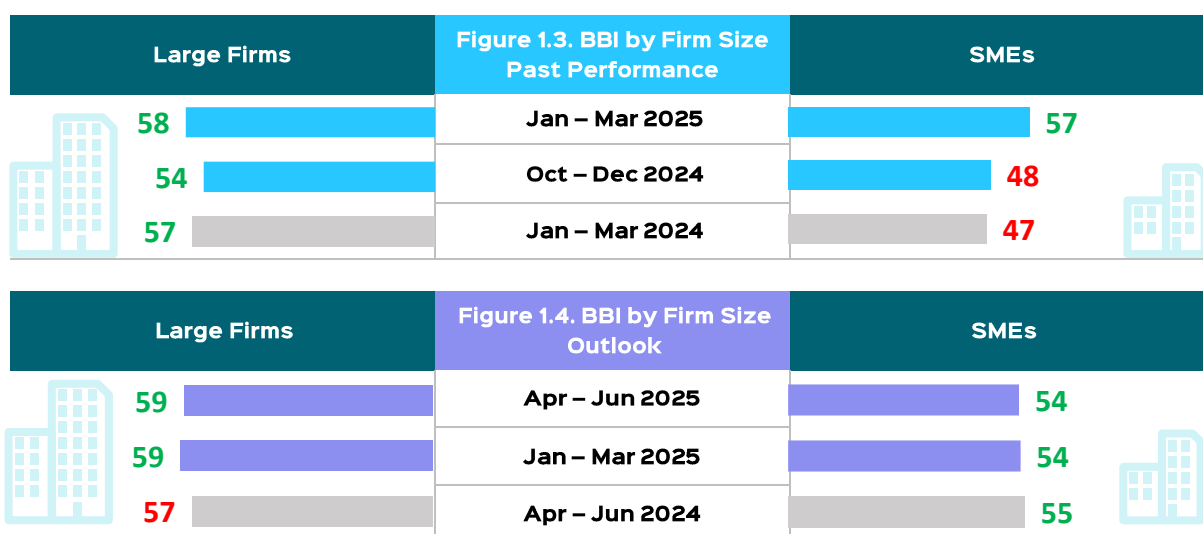 Large Firms
Figure 1.3. BBI by Firm Size
Past Performance
SMEs
58
Jan – Mar 2025
57
54
Oct – Dec 2024
48
57
Jan – Mar 2024
47
Large Firms
Figure 1.4. BBI by Firm Size
Outlook
SMEs
59
Apr – Jun 2025
54
59
Jan – Mar 2025
54
57
Apr – Jun 2024
55